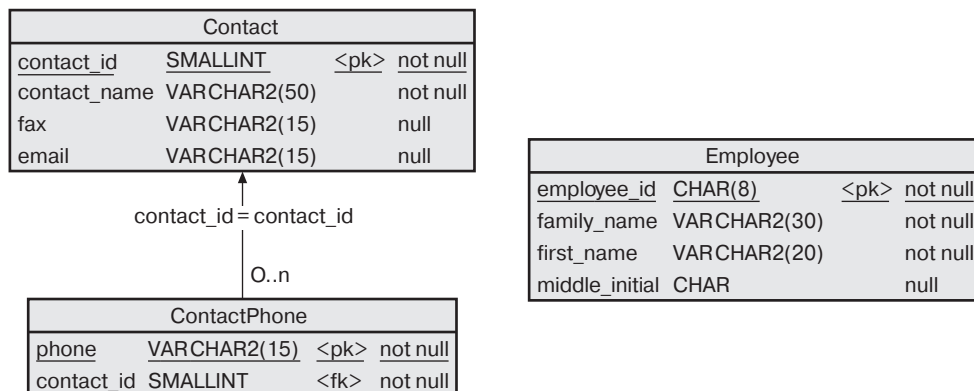 Contact
contact_id SMALLINT <pk> not null
contact_name VARCHAR2(50) not null
fax VARCHAR2(15) null
email VARCHAR2(15) null
contact_id = contact_id
O..n
ContactPhone
phone VARCHAR2(15) <pk> not null
contact_id SMALLINT <fk> not null
Employee
employee_id CHAR(8) <pk> not null
family_name VARCHAR2(30) not null
first_name VARCHAR2(20) not null
middle_initial CHAR null